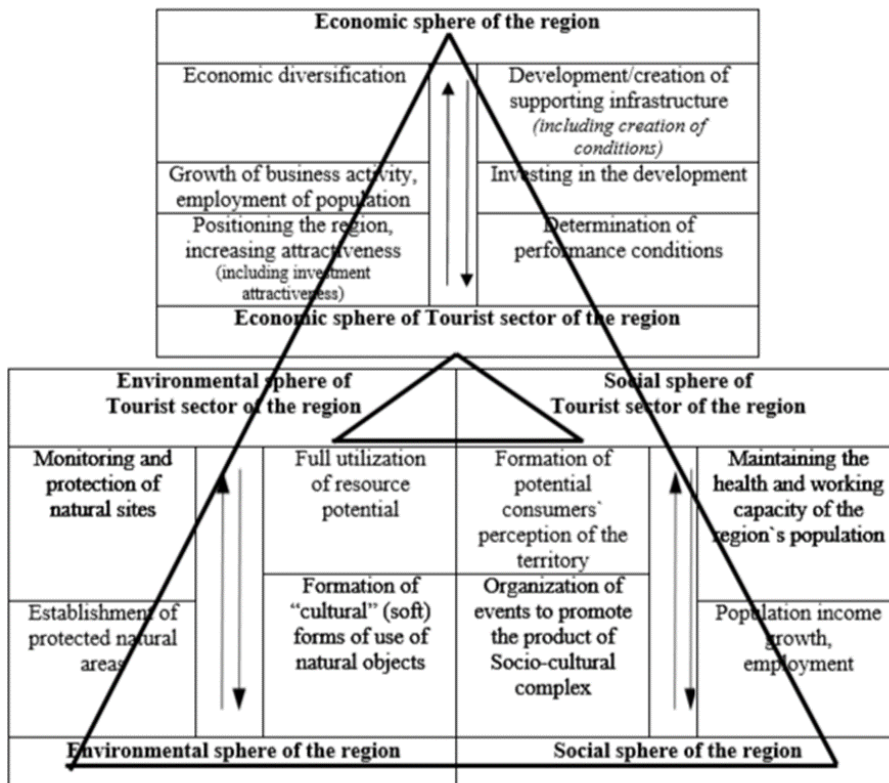 Economic sphere of the region
Economic diversification
Development/creation of
supporting infrastructure
(including creation of
conditions)
Growth of business activity,
employment of population
Investing in the development
Positioning the region,
increasing attractiveness
(including investment
attractiveness)
Determination of
performance conditions
Economic sphere of Tourist sector of the region
Environmental sphere of
Tourist sector of the region
Social sphere of
Tourist sector of the region
Monitoring and
protection of
natural sites
Full utilization
of resource
potential
Formation of
potential
consumers`
perception of the
territory
Maintaining the
health and working
capacity of the
region`s population
Establishment of
protected natural
areas
Formation of
“cultural” (soft)
forms of use of
natural objects
Organization of
events to promote
the product of
Socio-cultural
complex
Population income
growth,
employment
Environmental sphere of the region
Social sphere of the region